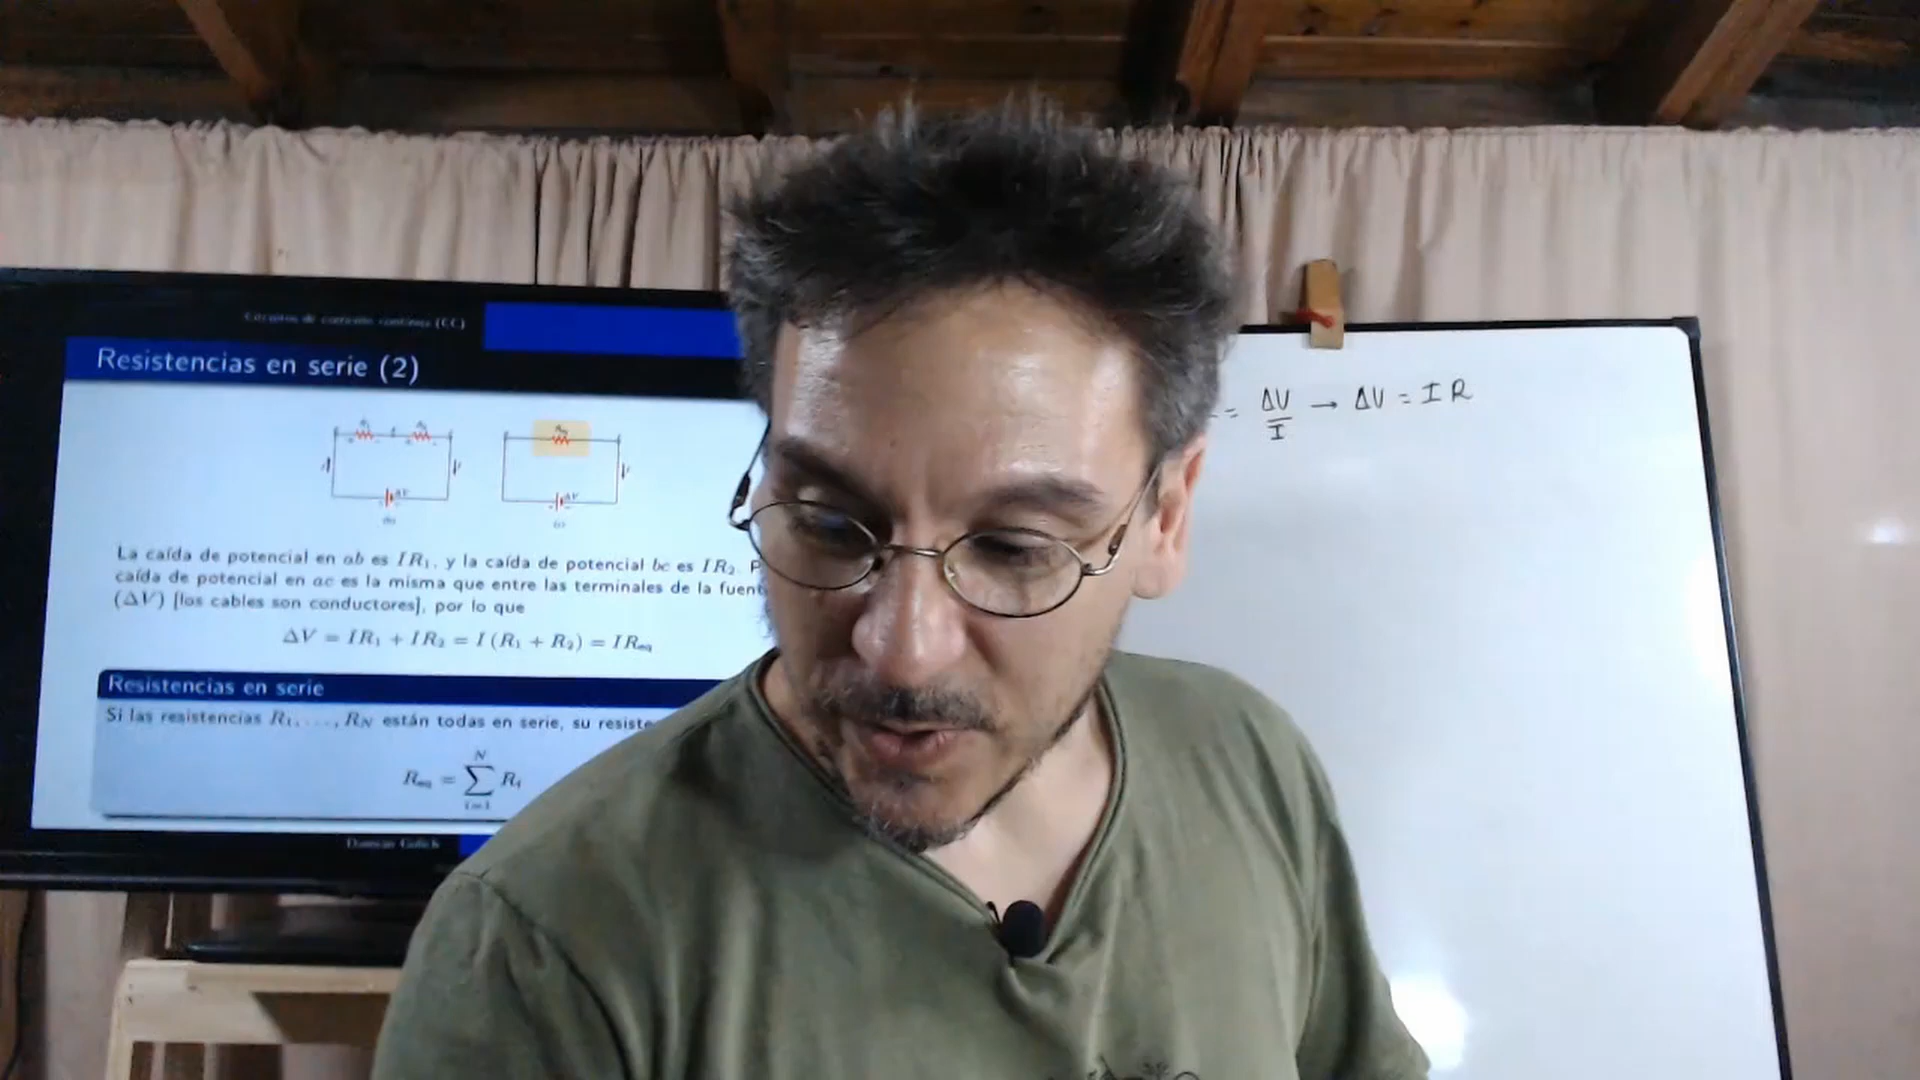 Circuitos de corriente continua (CC)
Resistencias en serie (2)
La caída de potencial en ab es IR₁, y la caída de potencial bc es IR₂. P
caída de potencial en ac es la misma que entre las terminales de la fuent
(ΔV) [los cables son conductores], por lo que
ΔV = IR₁ + IR₂ = I (R₁ + R₂) = IR_eq
Resistencias en serie
Si las resistencias R₁, ..., R_N están todas en serie, su resiste
R_eq = ∑_{i=1}^{N} R_i
= ΔV/I → ΔV = I R